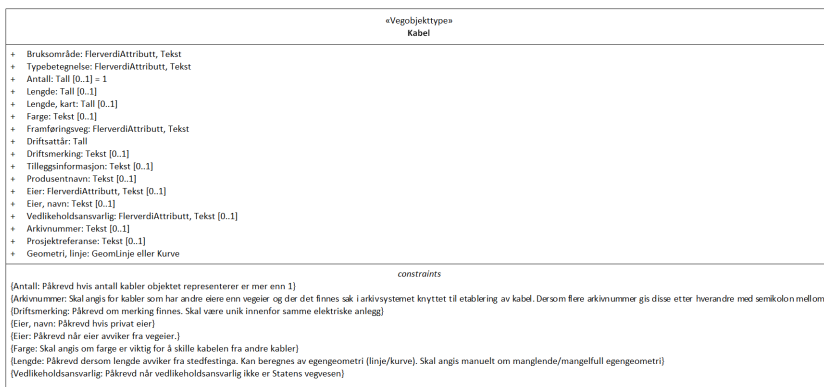 «Vegobjekttype»
Kabel
+ Bruksområde: FlerverdiAttributt, Tekst
+ Typebetegnelse: FlerverdiAttributt, Tekst
+ Antall: Tall [0..1] = 1
+ Lengde: Tall [0..1]
+ Lengde, kart: Tall [0..1]
+ Farge: Tekst [0..1]
+ Framføringsveg: FlerverdiAttributt, Tekst
+ Driftsattår: Tall
+ Driftsmerking: Tekst [0..1]
+ Tilleggsinformasjon: Tekst [0..1]
+ Produsentnavn: Tekst [0..1]
+ Eier: FlerverdiAttributt, Tekst [0..1]
+ Eier, navn: Tekst [0..1]
+ Vedlikeholdsansvarlig: FlerverdiAttributt, Tekst [0..1]
+ Arkivnummer: Tekst [0..1]
+ Prosjektreferanse: Tekst [0..1]
+ Geometri, linje: GeomLinje eller Kurve
constraints
{Antall: Påkrevd hvis antall kabler objektet representerer er mer enn 1}
{Arkivnummer: Skal angis for kabler som har andre eiere enn vegeier og der det finnes sak i arkivsystemet knyttet til etablering av kabel. Dersom flere arkivnummer gis disse etter hverandre med semikolon mellom
{Driftsmerking: Påkrevd om merking finnes. Skal være unik innenfor samme elektriske anlegg}
{Eier, navn: Påkrevd hvis privat eier}
{Eier: Påkrevd når eier avviker fra vegeier.}
{Farge: Skal angis om farge er viktig for å skille kabelen fra andre kabler}
{Lengde: Påkrevd dersom lengde avviker fra stedfestinga. Kan beregnes av egengeometri (linje/kurve). Skal angis manuelt om manglende/mangelfull egengeometri}
{Vedlikeholdsansvarlig: Påkrevd når vedlikeholdsansvarlig ikke er Statens vegvesen}